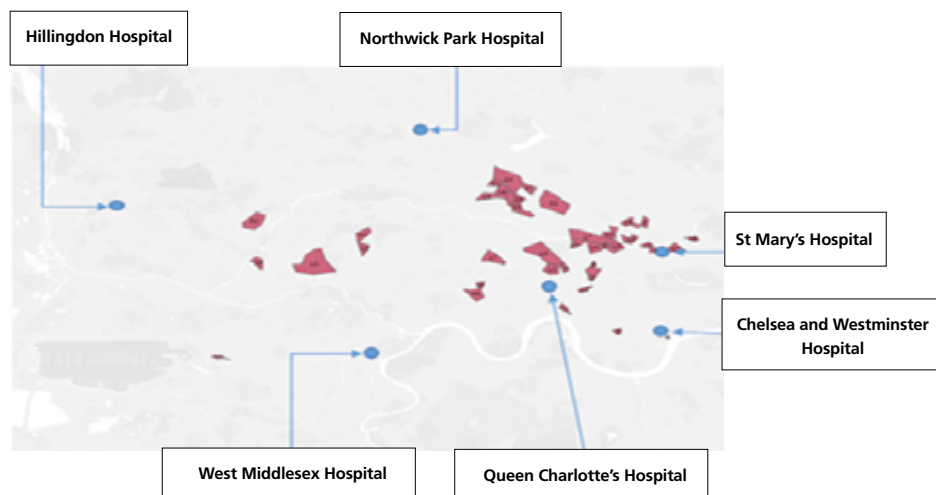 Hillingdon Hospital
Northwick Park Hospital
St Mary's Hospital
Chelsea and Westminster
Hospital
West Middlesex Hospital
Queen Charlotte's Hospital